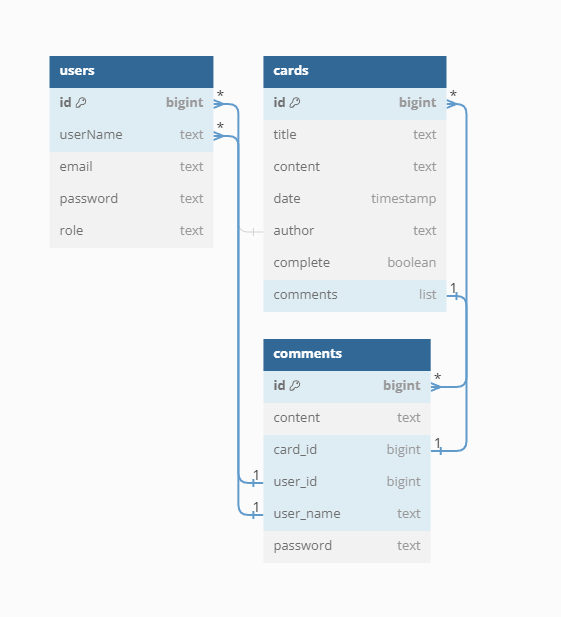 users
id bigint
userName text
email text
password text
role text
cards
id bigint
title text
content text
date timestamp
author text
complete boolean
comments list
comments
id bigint
content text
card_id bigint
user_id bigint
user_name text
password text
*
*
*
1
*
1
1
1